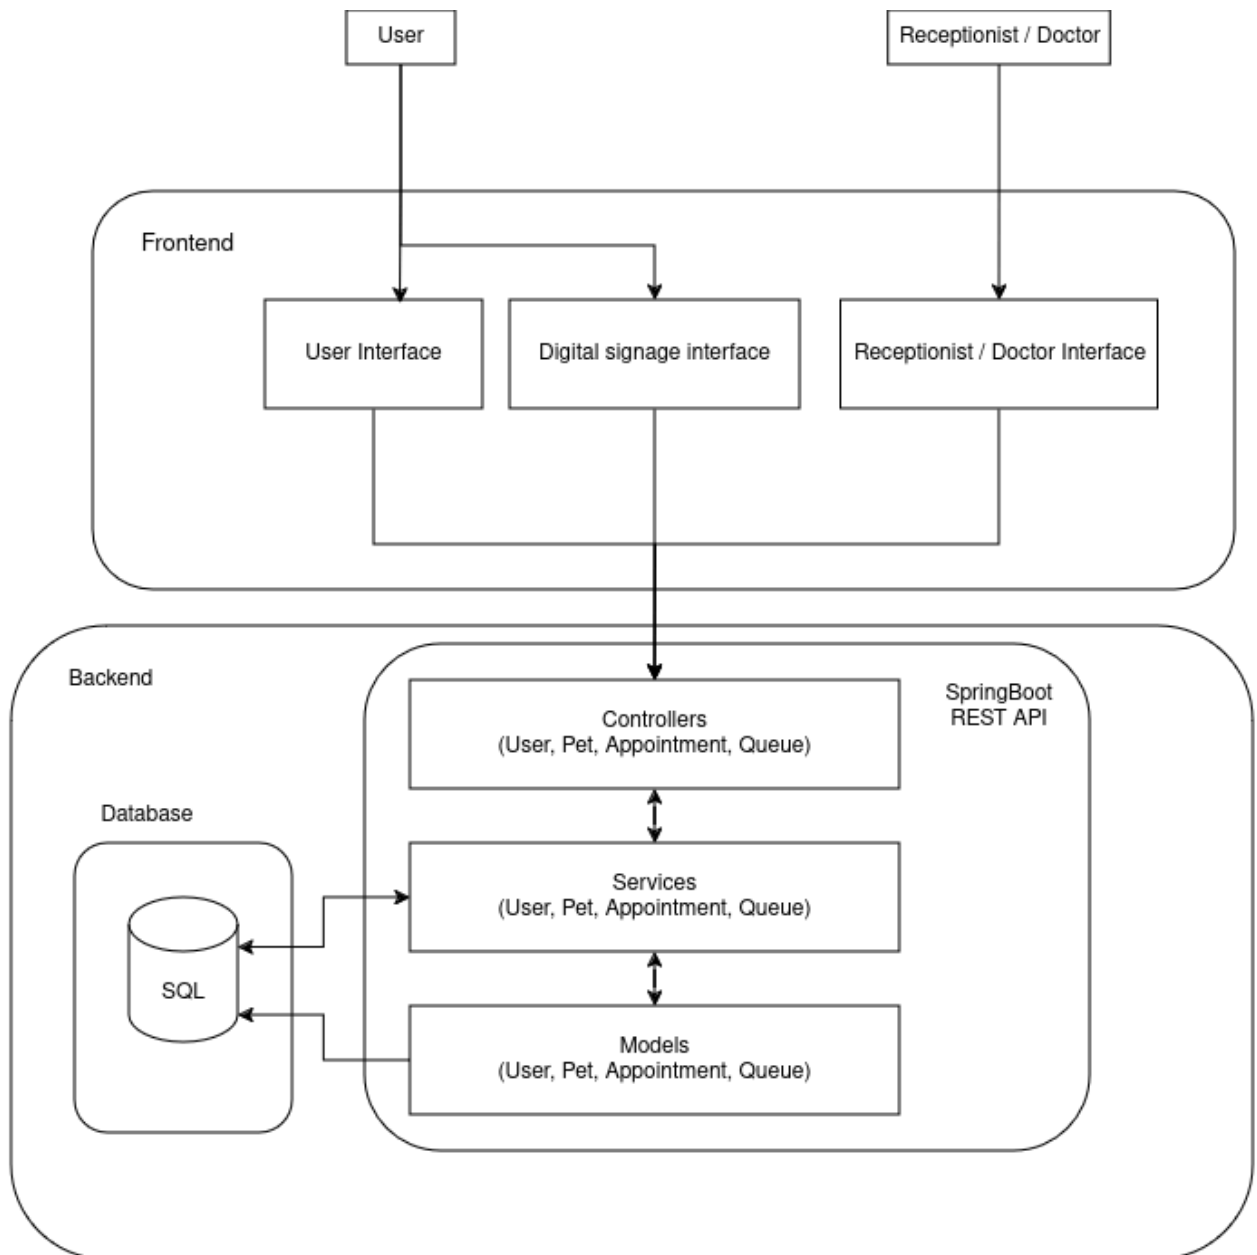 User
Receptionist / Doctor
Frontend
User Interface
Digital signage interface
Receptionist / Doctor Interface
Backend
SpringBoot
REST API
Controllers
(User, Pet, Appointment, Queue)
Database
Services
(User, Pet, Appointment, Queue)
SQL
Models
(User, Pet, Appointment, Queue)